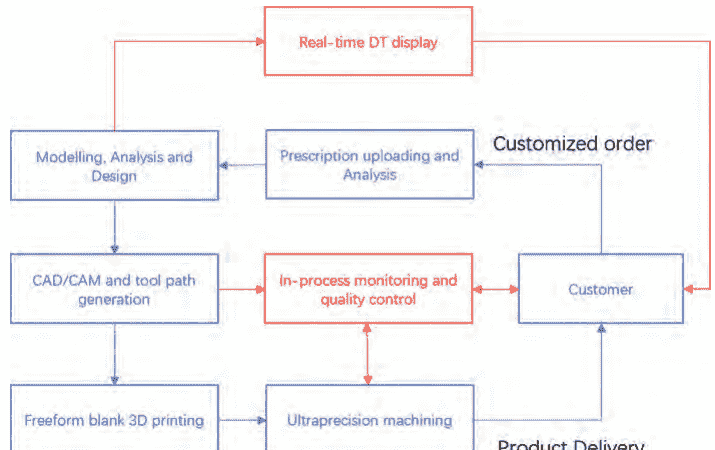 Real-time DT display
Modelling, Analysis and
Design
Prescription uploading and
Analysis
Customized order
CAD/CAM and tool path
generation
In-process monitoring and
quality control
Customer
Freeform blank 3D printing
Ultraprecision machining
Product Delivery